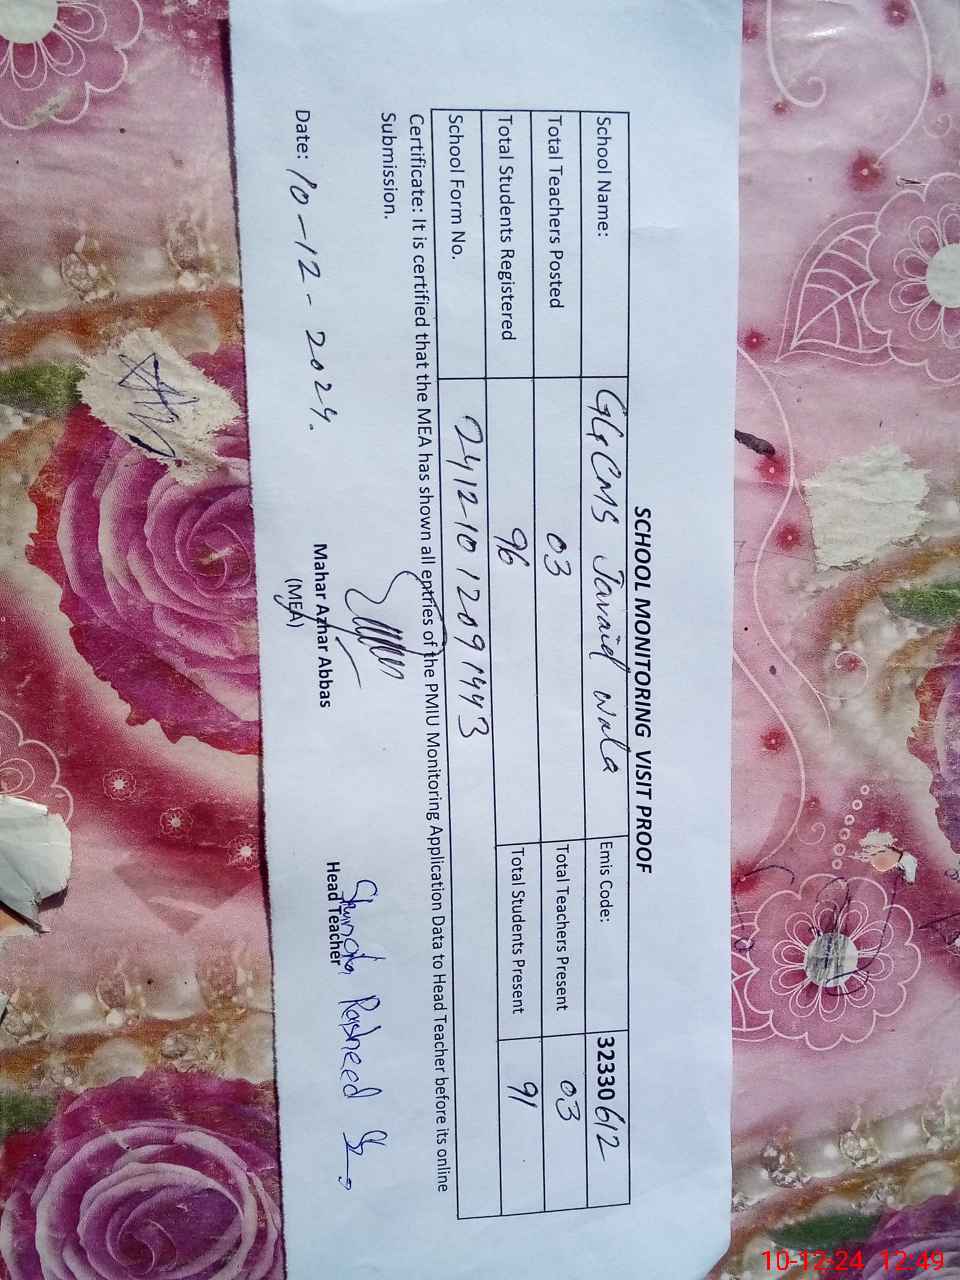 SCHOOL MONITORING VISIT PROOF
School Name: GGCMS Javaid wala Emis Code: 32330612
Total Teachers Posted 03 Total Teachers Present 03
Total Students Registered 96 Total Students Present 91
School Form No. 2412101209443
Certificate: It is certified that the MEA has shown all entries of the PMIU Monitoring Application Data to Head Teacher before its online
Submission.
Date: 10-12-2024.
Mahar Azhar Abbas
(MEA)
Rasheed
Head Teacher
10-12-24 12:49